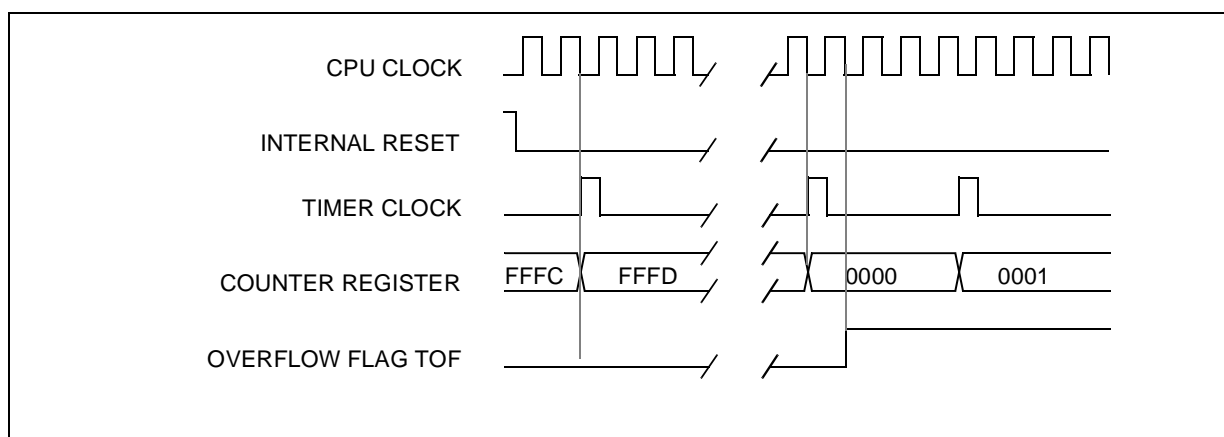 CPU CLOCK
INTERNAL RESET
TIMER CLOCK
COUNTER REGISTER FFFC FFFD 0000 0001
OVERFLOW FLAG TOF